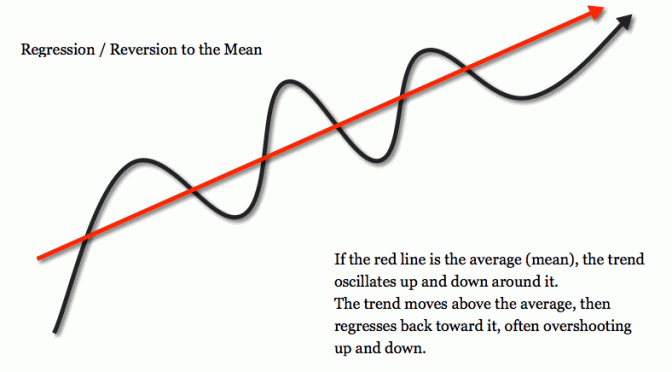 Regression / Reversion to the Mean
If the red line is the average (mean), the trend
oscillates up and down around it.
The trend moves above the average, then
regresses back toward it, often overshooting
up and down.